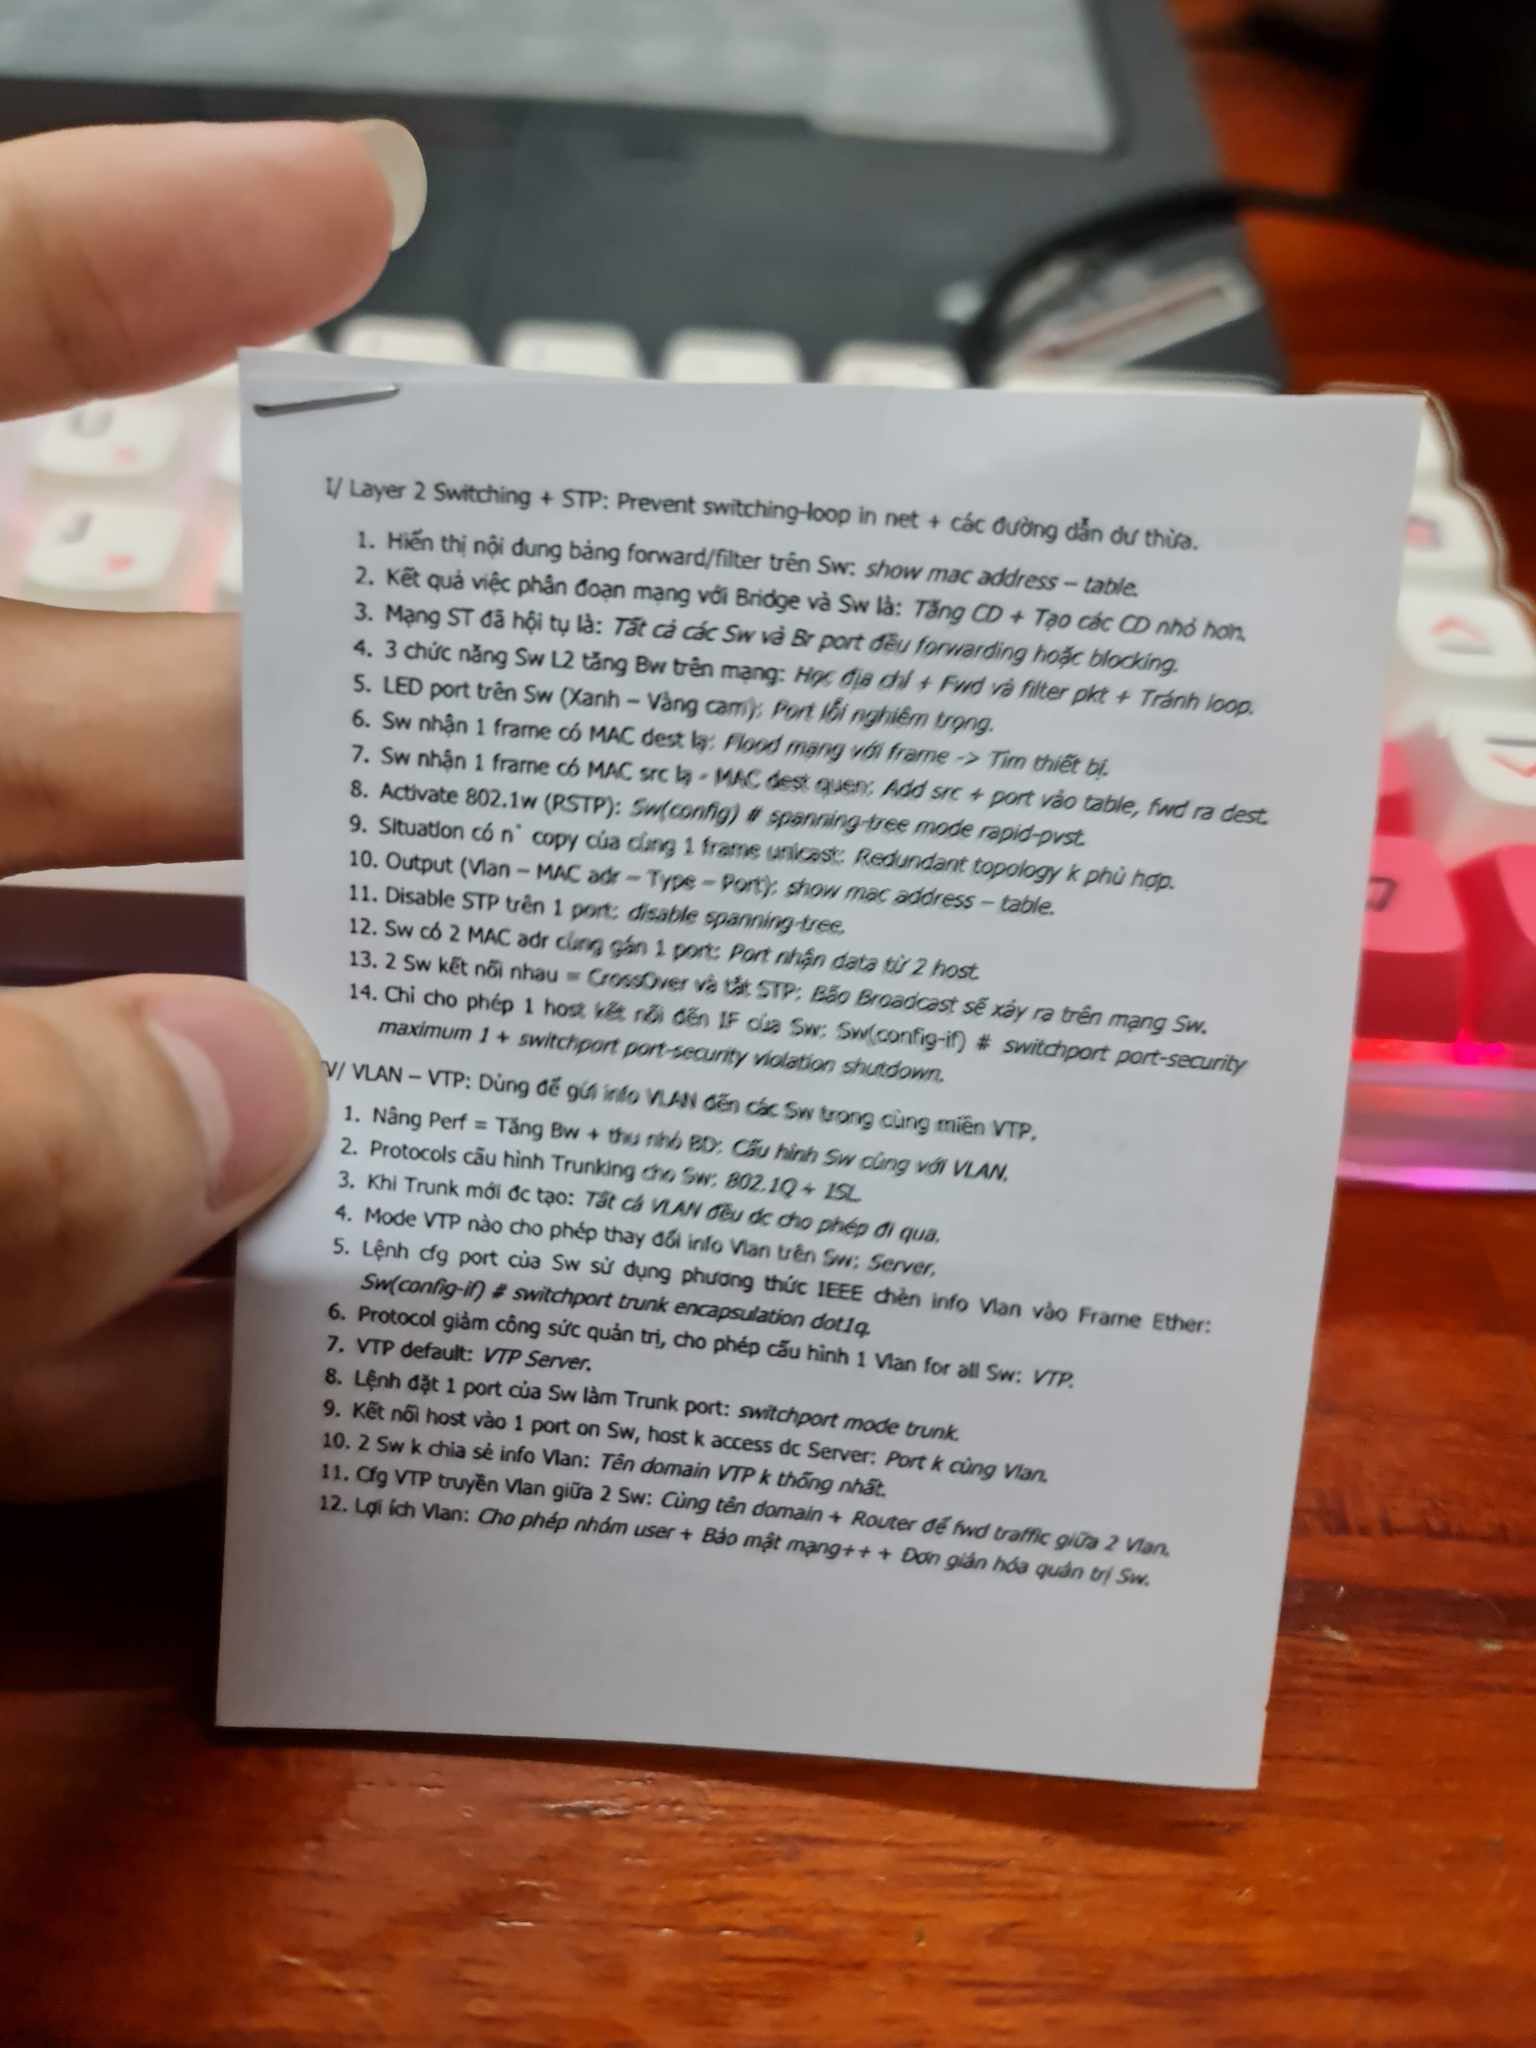 I/ Layer 2 Switching + STP: Prevent switching-loop in net + các đường dẫn dư thừa.
1. Hiển thị nội dung bảng forward/filter trên Sw: show mac address – table.
2. Kết quả việc phân đoạn mạng với Bridge và Sw là: Tăng CD + Tạo các CD nhỏ hơn.
3. Mạng ST đã hội tụ là: Tất cả các Sw và Br port đều forwarding hoặc blocking.
4. 3 chức năng Sw L2 tăng Bw trên mạng: Học địa chỉ + Fwd và filter pkt + Tránh loop.
5. LED port trên Sw (Xanh – Vàng cam): Port lỗi nghiêm trọng.
6. Sw nhận 1 frame có MAC dest lạ: Flood mạng với frame -> Tìm thiết bị.
7. Sw nhận 1 frame có MAC src lạ - MAC dest quen: Add src + port vào table, fwd ra dest.
8. Activate 802.1w (RSTP): Sw(config) # spanning-tree mode rapid-pvst.
9. Situation có n° copy của cùng 1 frame unicast: Redundant topology k phù hợp.
10. Output (Vlan – MAC adr – Type – Port): show mac address – table.
11. Disable STP trên 1 port: disable spanning-tree.
12. Sw có 2 MAC adr cùng gán 1 port: Port nhận data từ 2 host.
13. 2 Sw kết nối nhau = CrossOver và tắt STP: Bão Broadcast sẽ xảy ra trên mạng Sw.
14. Chỉ cho phép 1 host kết nối đến IF của Sw: Sw(config-if) # switchport port-security
maximum 1 + switchport port-security violation shutdown.
V/ VLAN – VTP: Dùng để gửi info VLAN đến các Sw trong cùng miền VTP.
1. Nâng Perf = Tăng Bw + thu nhỏ BD: Cấu hình Sw cùng với VLAN.
2. Protocols cấu hình Trunking cho Sw: 802.1Q + ISL.
3. Khi Trunk mới đc tạo: Tất cả VLAN đều dc cho phép đi qua.
4. Mode VTP nào cho phép thay đổi info Vlan trên Sw: Server.
5. Lệnh cfg port của Sw sử dụng phương thức IEEE chèn info Vlan vào Frame Ether:
Sw(config-if) # switchport trunk encapsulation dot1q.
6. Protocol giảm công sức quản trị, cho phép cấu hình 1 Vlan for all Sw: VTP.
7. VTP default: VTP Server.
8. Lệnh đặt 1 port của Sw làm Trunk port: switchport mode trunk.
9. Kết nối host vào 1 port on Sw, host k access dc Server: Port k cùng Vlan.
10. 2 Sw k chia sẻ info Vlan: Tên domain VTP k thống nhất.
11. Cfg VTP truyền Vlan giữa 2 Sw: Cùng tên domain + Router để fwd traffic giữa 2 Vlan.
12. Lợi ích Vlan: Cho phép nhóm user + Bảo mật mạng++ + Đơn giản hóa quản trị Sw.